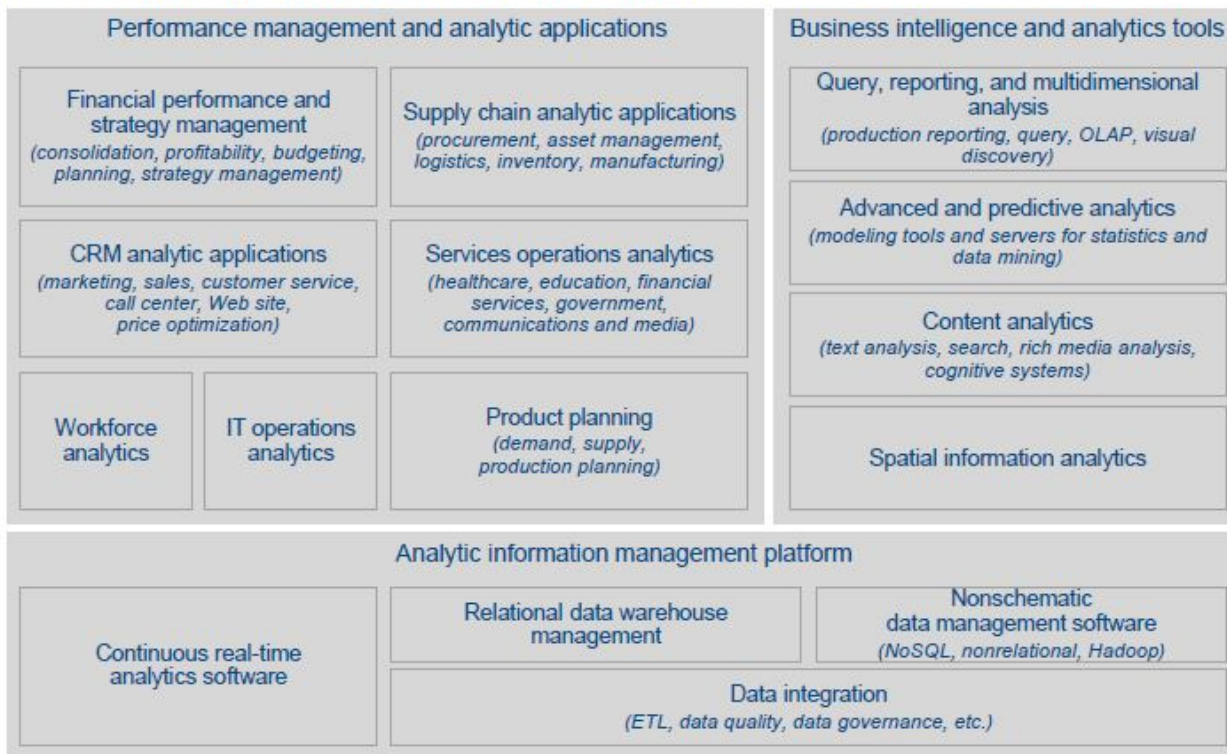 Performance management and analytic applications
Financial performance and
strategy management
(consolidation, profitability, budgeting,
planning, strategy management)
Supply chain analytic applications
(procurement, asset management,
logistics, inventory, manufacturing)
CRM analytic applications
(marketing, sales, customer service,
call center, Web site,
price optimization)
Services operations analytics
(healthcare, education, financial
services, government,
communications and media)
Workforce
analytics
IT operations
analytics
Product planning
(demand, supply,
production planning)
Business intelligence and analytics tools
Query, reporting, and multidimensional
analysis
(production reporting, query, OLAP, visual
discovery)
Advanced and predictive analytics
(modeling tools and servers for statistics and
data mining)
Content analytics
(text analysis, search, rich media analysis,
cognitive systems)
Spatial information analytics
Analytic information management platform
Continuous real-time
analytics software
Relational data warehouse
management
Nonschematic
data management software
(NoSQL, nonrelational, Hadoop)
Data integration
(ETL, data quality, data governance, etc.)